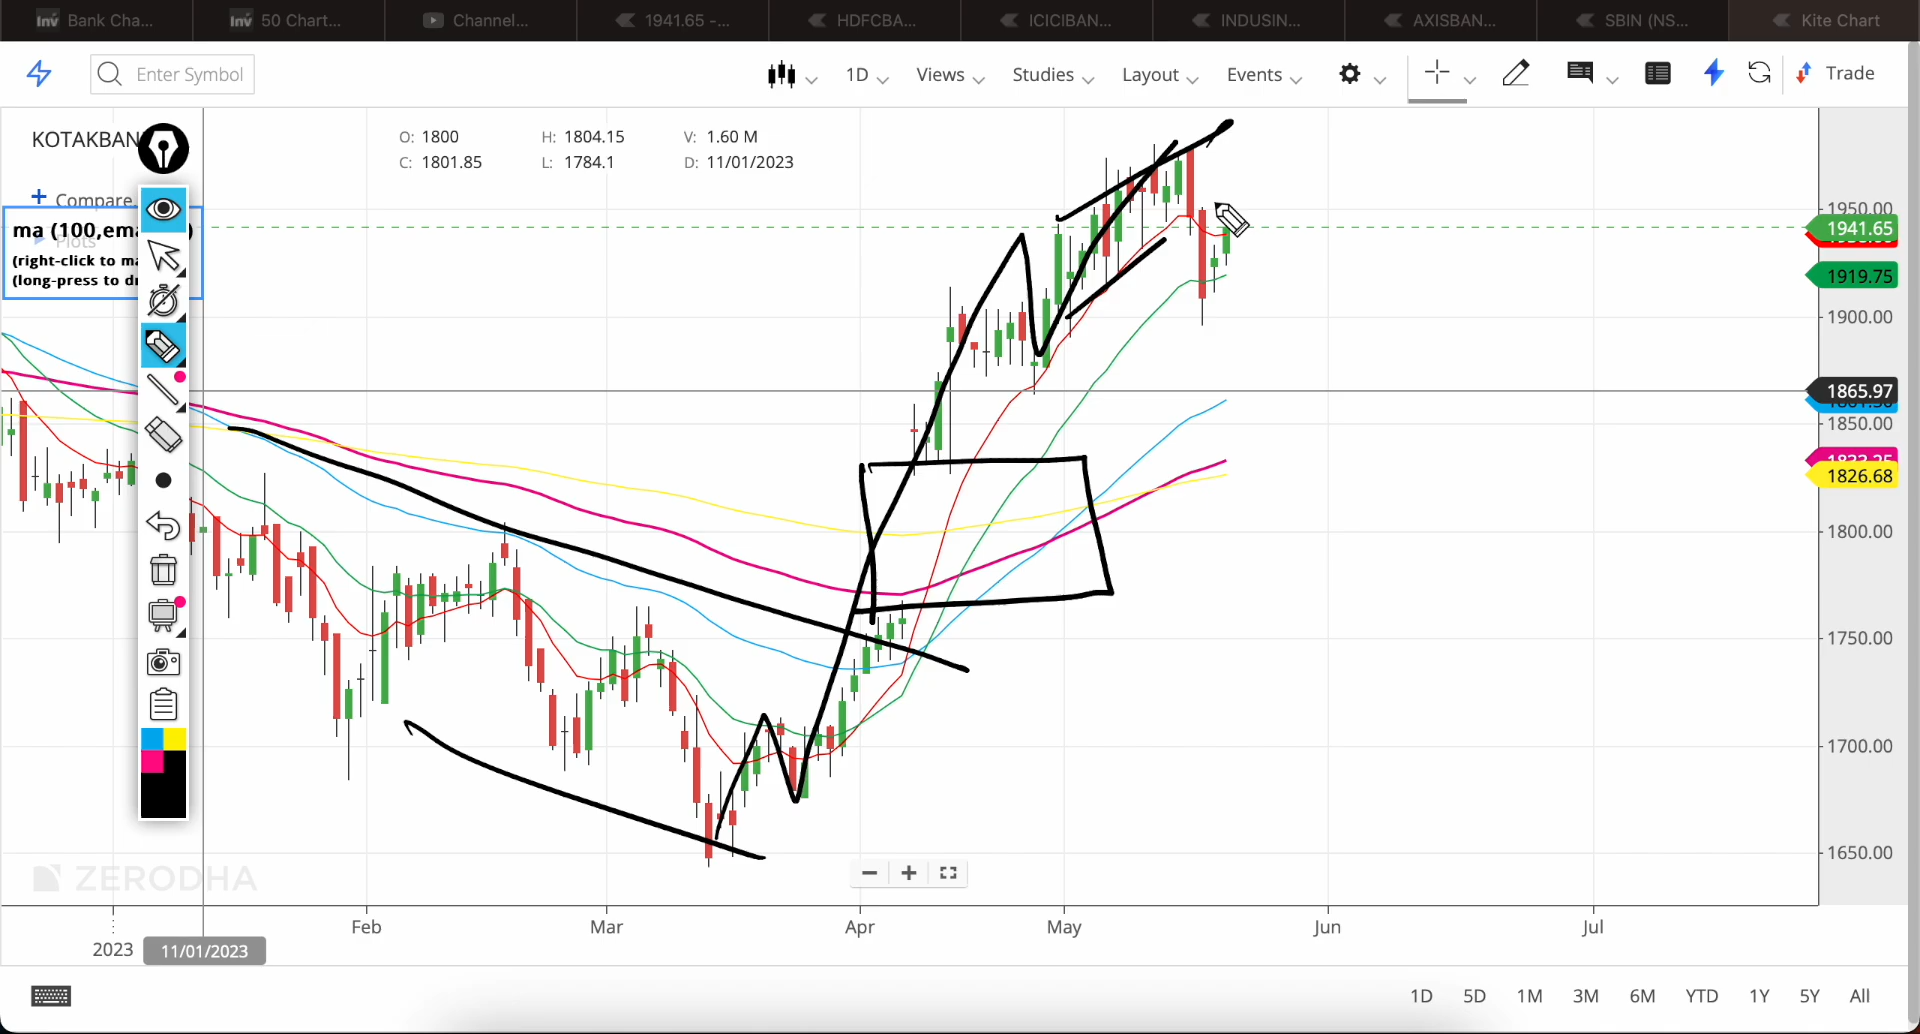 Bank Cha...
50 Chart...
Channel...
1941.65 -...
HDFCBA...
ICICIBAN...
INDUSIN...
AXISBAN...
SBIN (NS...
Kite Chart
Enter Symbol
1D
Views
Studies
Layout
Events
Trade
KOTAKBAN
O: 1800 H: 1804.15 V: 1.60 M
C: 1801.85 L: 1784.1 D: 11/01/2023
+ Compare
ma (100,ema )
Plots
(right-click to ma
(long-press to d
1950.00
1941.65
1919.75
1900.00
1865.97
1850.00
1826.68
1800.00
1750.00
1700.00
1650.00
ZERODHA
Feb Mar Apr May Jun Jul
2023 11/01/2023
1D 5D 1M 3M 6M YTD 1Y 5Y All